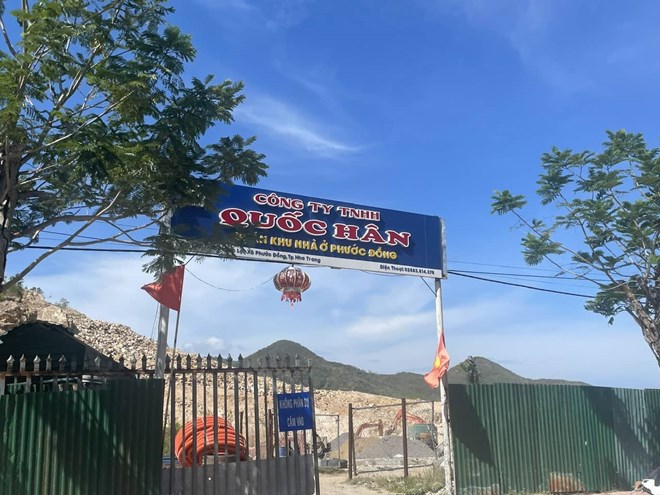 CÔNG TY TNHH
QUỐC HÂN
KHU NHÀ Ở PHƯỚC ĐỒNG
Xã Phước Đồng, Tp Nha Trang
Điện Thoại:
KHÔNG PHẬN SỰ
CẤM VÀO